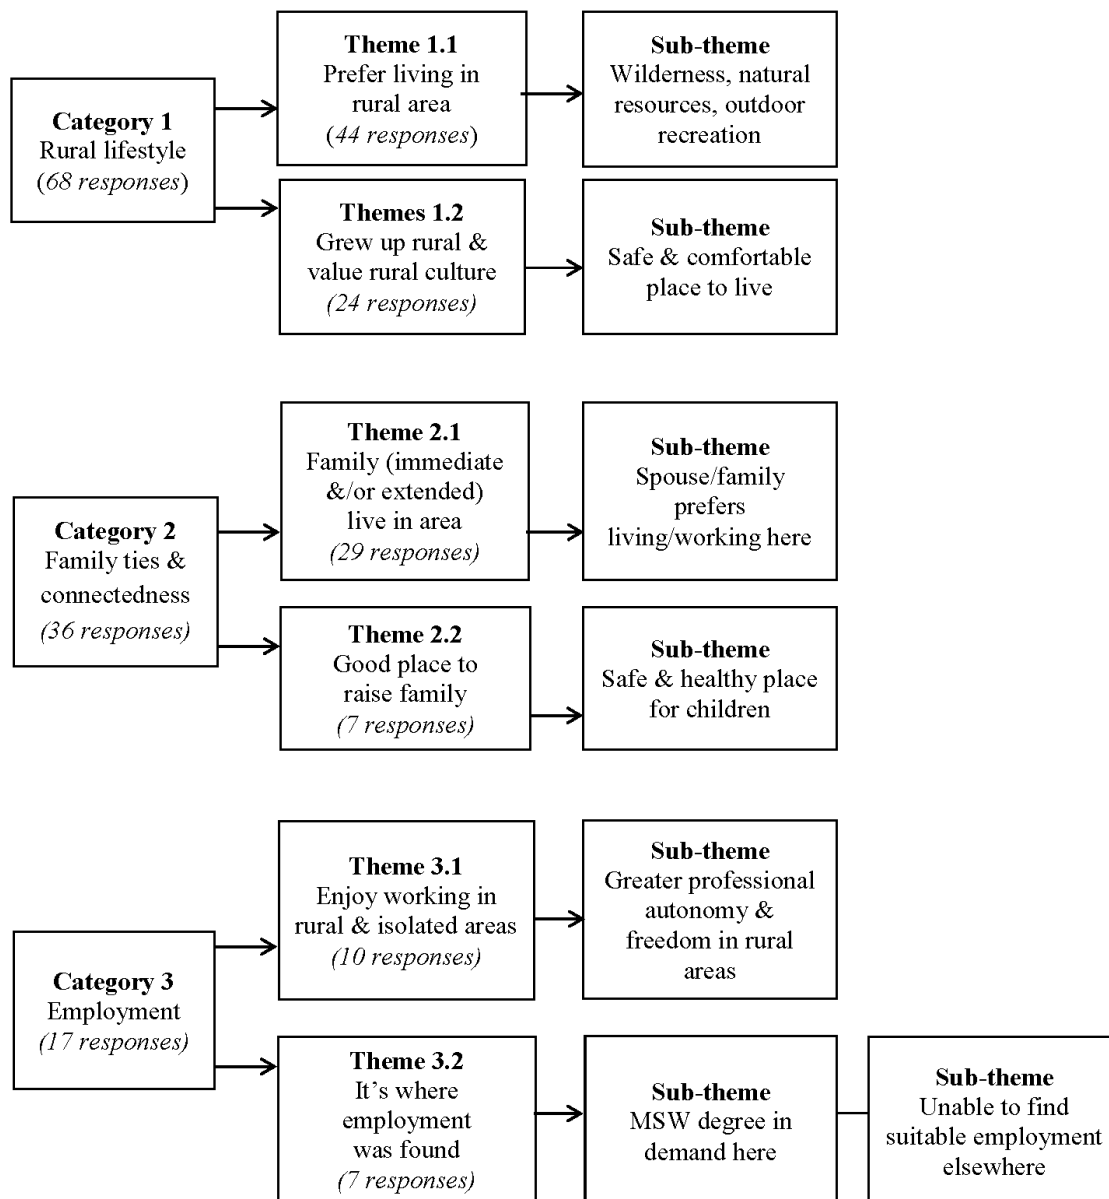 Category 1
Rural lifestyle
(68 responses)
Theme 1.1
Prefer living in
rural area
(44 responses)
Sub-theme
Wilderness, natural
resources, outdoor
recreation
Themes 1.2
Grew up rural &
value rural culture
(24 responses)
Sub-theme
Safe & comfortable
place to live
Category 2
Family ties &
connectedness
(36 responses)
Theme 2.1
Family (immediate
&/or extended)
live in area
(29 responses)
Sub-theme
Spouse/family
prefers
living/working here
Theme 2.2
Good place to
raise family
(7 responses)
Sub-theme
Safe & healthy place
for children
Category 3
Employment
(17 responses)
Theme 3.1
Enjoy working in
rural & isolated areas
(10 responses)
Sub-theme
Greater professional
autonomy &
freedom in rural
areas
Theme 3.2
It's where
employment
was found
(7 responses)
Sub-theme
MSW degree in
demand here
Sub-theme
Unable to find
suitable employment
elsewhere